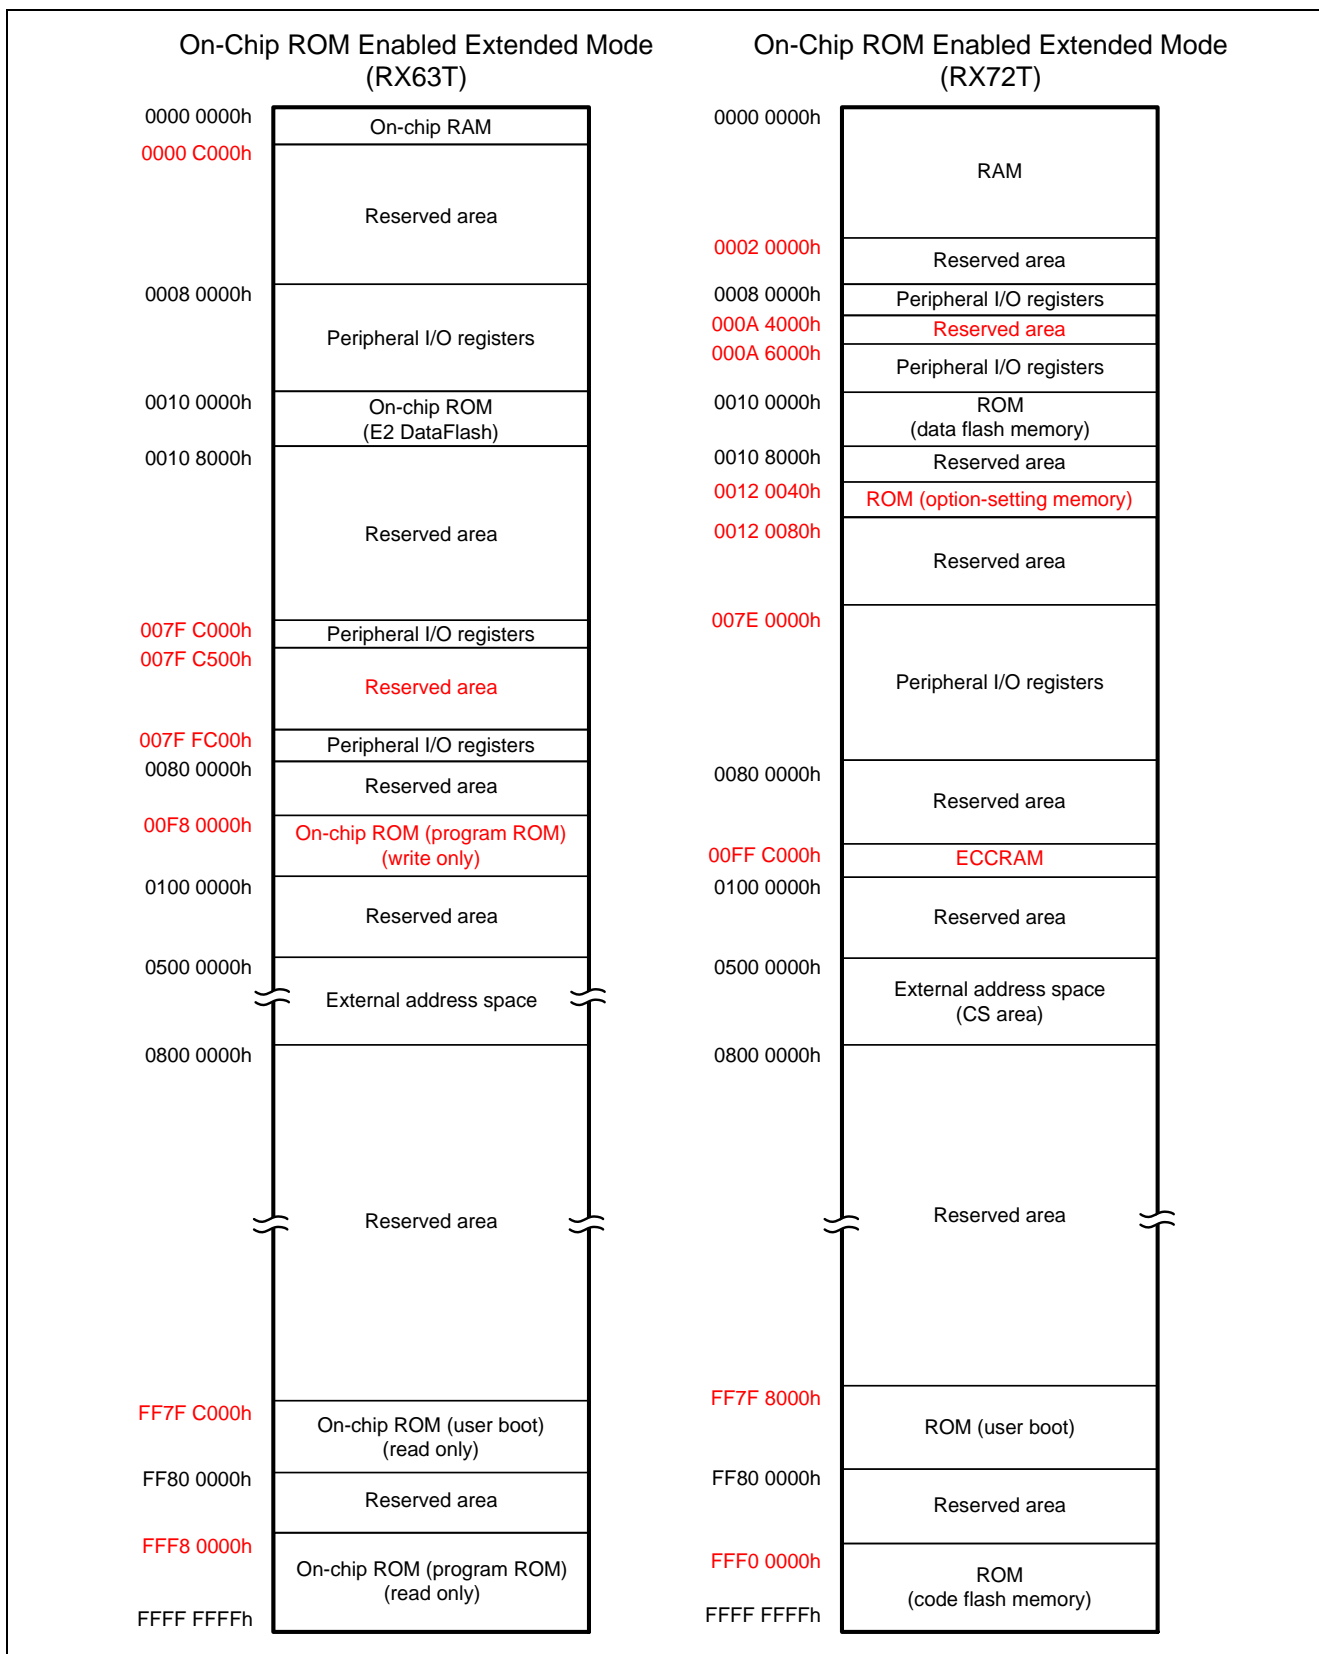 On-Chip ROM Enabled Extended Mode
(RX63T)
0000 0000h
On-chip RAM
0000 C000h
Reserved area
0008 0000h
Peripheral I/O registers
0010 0000h
On-chip ROM
(E2 DataFlash)
0010 8000h
Reserved area
007F C000h
Peripheral I/O registers
007F C500h
Reserved area
007F FC00h
Peripheral I/O registers
0080 0000h
Reserved area
00F8 0000h
On-chip ROM (program ROM)
(write only)
0100 0000h
Reserved area
0500 0000h
External address space
0800 0000h
Reserved area
FF7F C000h
On-chip ROM (user boot)
(read only)
FF80 0000h
Reserved area
FFF8 0000h
On-chip ROM (program ROM)
(read only)
FFFF FFFFh
On-Chip ROM Enabled Extended Mode
(RX72T)
0000 0000h
RAM
0002 0000h
Reserved area
0008 0000h
Peripheral I/O registers
000A 4000h
Reserved area
000A 6000h
Peripheral I/O registers
0010 0000h
ROM
(data flash memory)
0010 8000h
Reserved area
0012 0040h
ROM (option-setting memory)
0012 0080h
Reserved area
007E 0000h
Peripheral I/O registers
0080 0000h
Reserved area
00FF C000h
ECCRAM
0100 0000h
Reserved area
0500 0000h
External address space
(CS area)
0800 0000h
Reserved area
FF7F 8000h
ROM (user boot)
FF80 0000h
Reserved area
FFF0 0000h
ROM
(code flash memory)
FFFF FFFFh